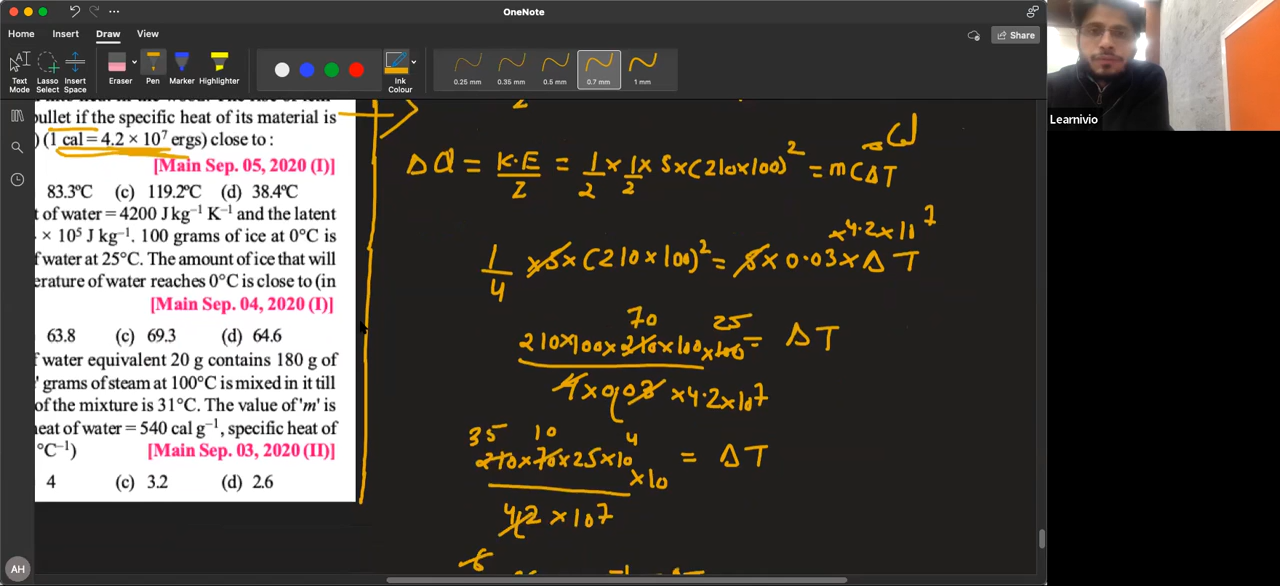 OneNote
Home Insert Draw View
Share
Text Mode
Lasso Select
Insert Space
Eraser
Pen
Marker
Highlighter
Ink Colour
0.25 mm
0.35 mm
0.5 mm
0.7 mm
1 mm
Learnivio
bullet if the specific heat of its material is
) (1 cal = 4.2 × 10⁷ ergs) close to :
[Main Sep. 05, 2020 (I)]
83.3ºC (c) 119.2ºC (d) 38.4ºC
t of water = 4200 J kg⁻¹ K⁻¹ and the latent
× 10⁵ J kg⁻¹. 100 grams of ice at 0°C is
f water at 25°C. The amount of ice that will
erature of water reaches 0°C is close to (in
[Main Sep. 04, 2020 (I)]
63.8 (c) 69.3 (d) 64.6
f water equivalent 20 g contains 180 g of
' grams of steam at 100°C is mixed in it till
of the mixture is 31°C. The value of 'm' is
eat of water = 540 cal g⁻¹, specific heat of
°C⁻¹) [Main Sep. 03, 2020 (II)]
4 (c) 3.2 (d) 2.6
ΔQ = K.E/2 = 1/2 × 1/2 × 5 × (210×100)² = mCΔT
1/4 × 5 × (210×100)² = 5 × 0.03 × ΔT × 4.2 × 10⁷
70 25
210×100×210×100×100 = ΔT
4×0.03×4.2×10⁷
35 10
210×70×25×10⁴ ×10 = ΔT
42 × 10⁷
6
AH